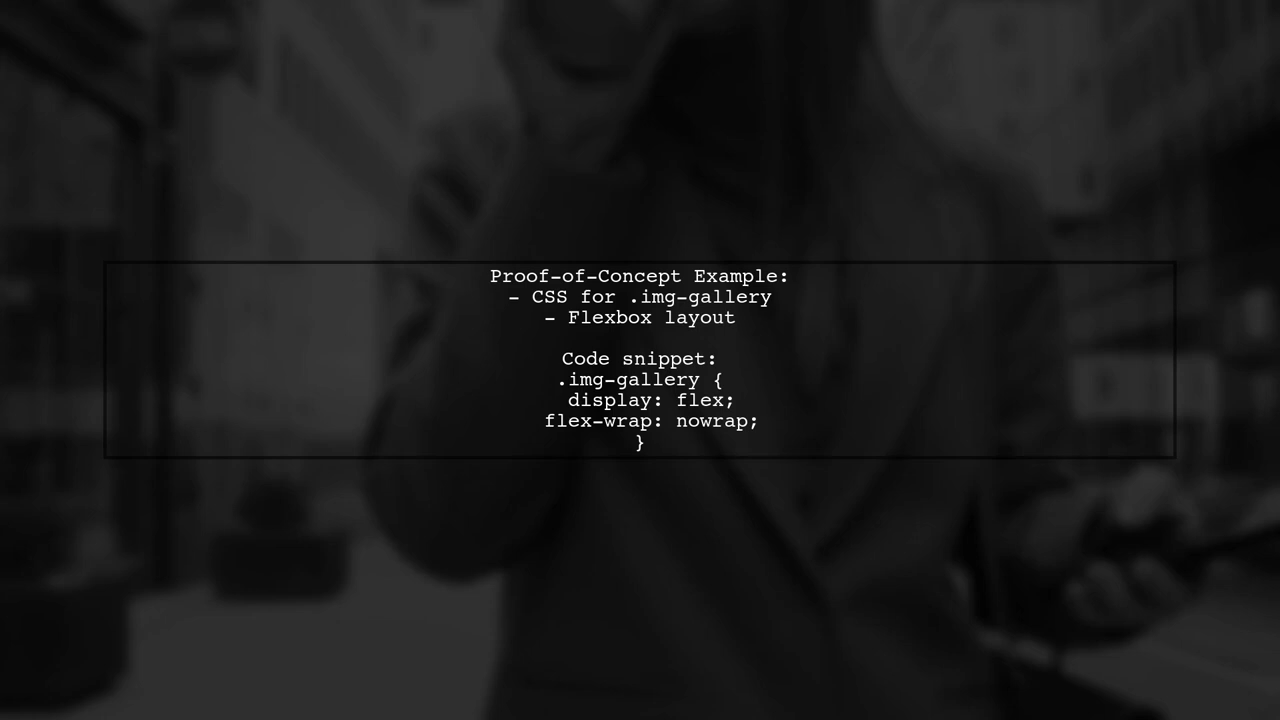 Proof-of-Concept Example:
- CSS for .img-gallery
- Flexbox layout

Code snippet:
.img-gallery {
display: flex;
flex-wrap: nowrap;
}